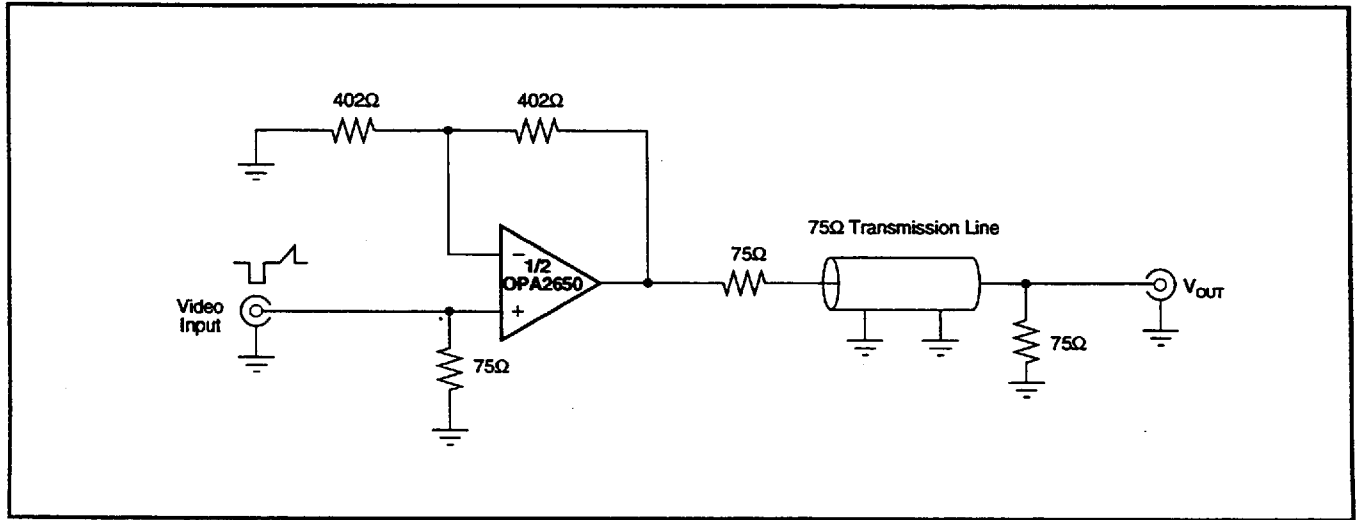 402Ω
402Ω
75Ω Transmission Line
75Ω
−
1/2
OPA2650
+
Video
Input
75Ω
75Ω
V_OUT